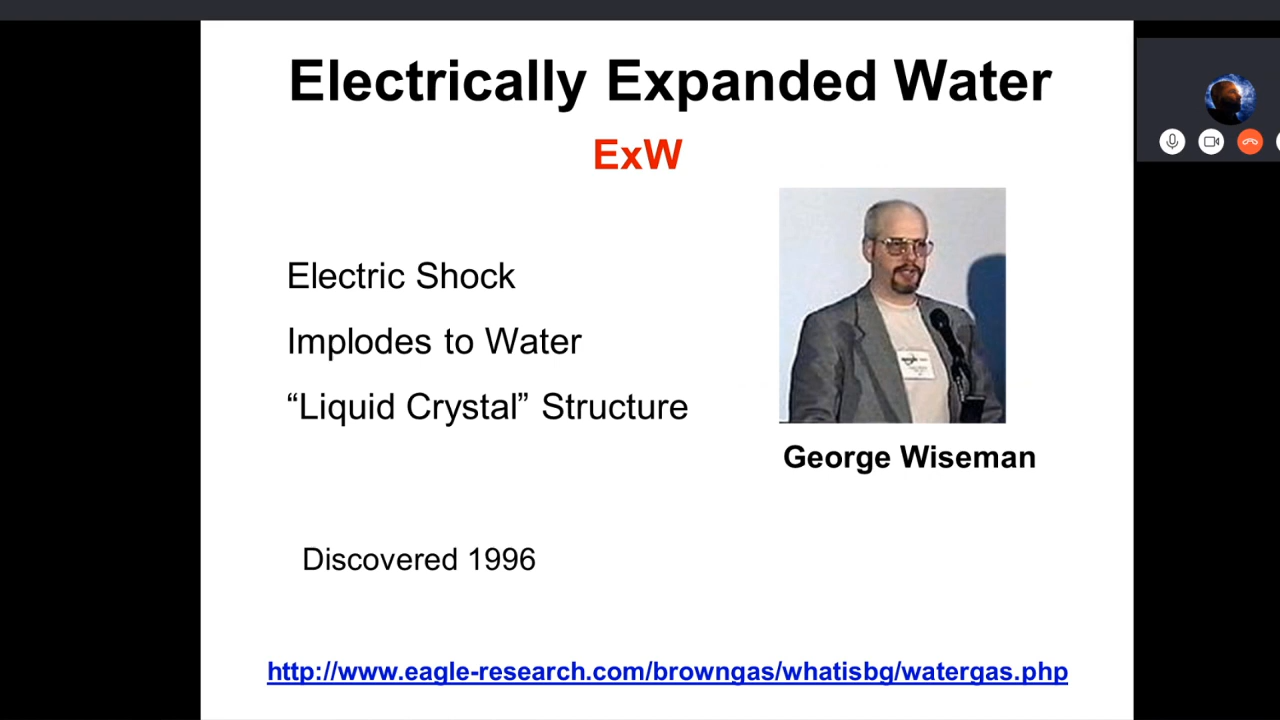 Electrically Expanded Water
ExW
Electric Shock
Implodes to Water
“Liquid Crystal” Structure
George Wiseman
Discovered 1996
http://www.eagle-research.com/browngas/whatisbg/watergas.php